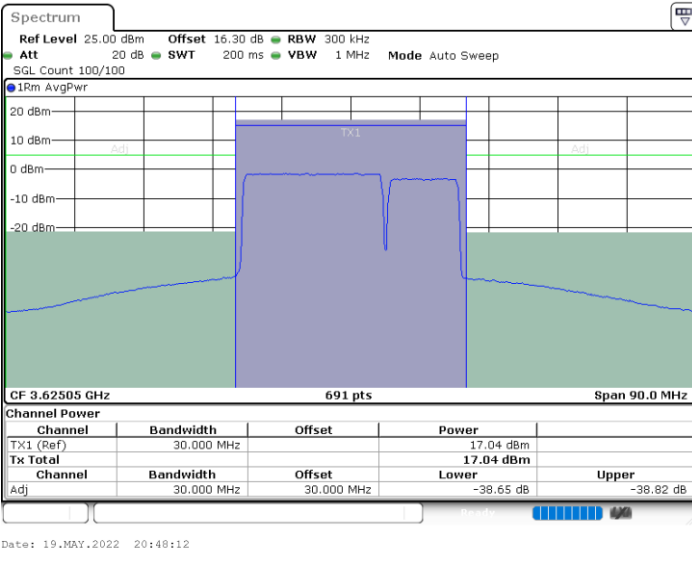 Spectrum
Ref Level 25.00 dBm Offset 16.30 dB RBW 300 kHz
Att 20 dB SWT 200 ms VBW 1 MHz Mode Auto Sweep
SGL Count 100/100
1Rm AvgPwr
20 dBm
TX1
10 dBm
Adj Adj
0 dBm
-10 dBm
-20 dBm
CF 3.62505 GHz 691 pts Span 90.0 MHz
Channel Power
Channel Bandwidth Offset Power
TX1 (Ref) 30.000 MHz 17.04 dBm
Tx Total 17.04 dBm
Channel Bandwidth Offset Lower Upper
Adj 30.000 MHz 30.000 MHz -38.65 dB -38.82 dB
Ready
Date: 19.MAY.2022 20:48:12